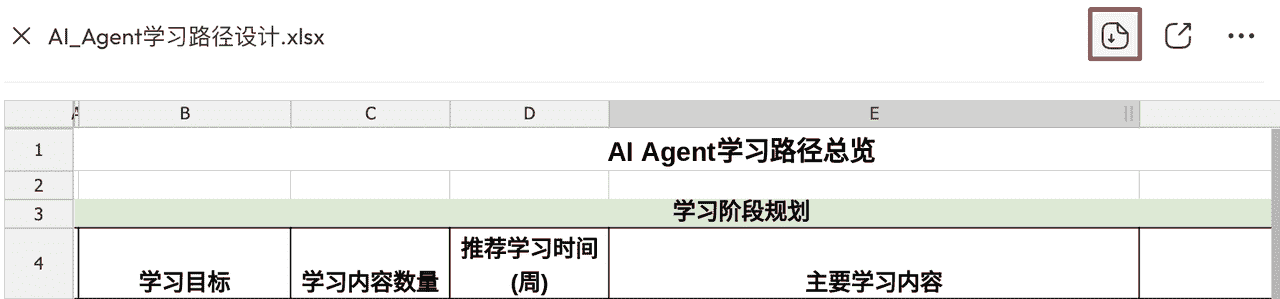 AI_Agent学习路径设计.xlsx
A B C D E
1 AI Agent学习路径总览
2
3 学习阶段规划
4 学习目标 学习内容数量 推荐学习时间(周) 主要学习内容